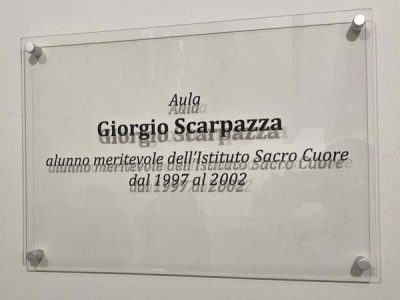 Aula
Giorgio Scarpazza
alunno meritevole dell'Istituto Sacro Cuore
dal 1997 al 2002